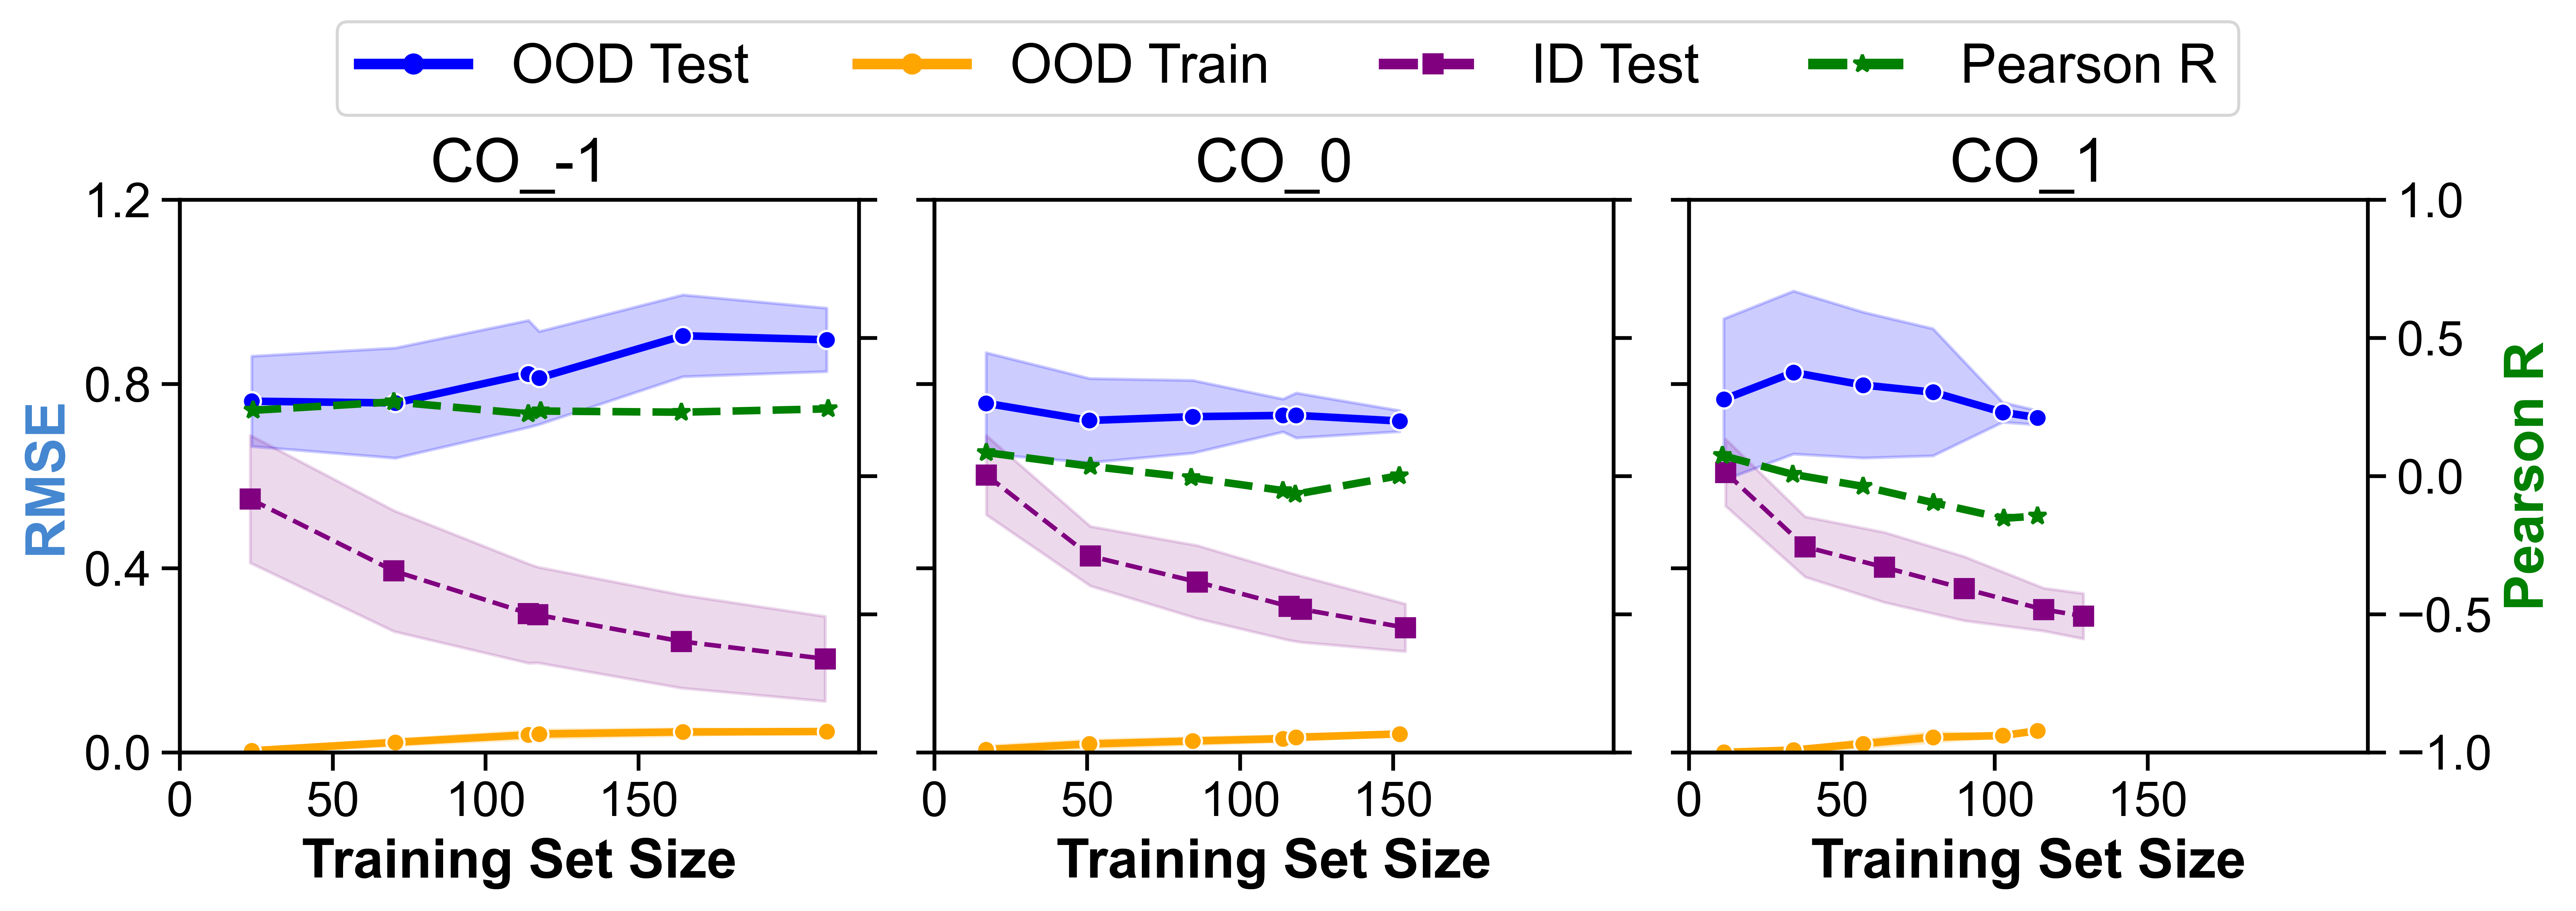 OOD Test OOD Train ID Test Pearson R
CO_-1 CO_0 CO_1
RMSE
1.2
0.8
0.4
0.0
1.0
0.5
0.0
−0.5
−1.0
Pearson R
0 50 100 150 0 50 100 150 0 50 100 150
Training Set Size Training Set Size Training Set Size